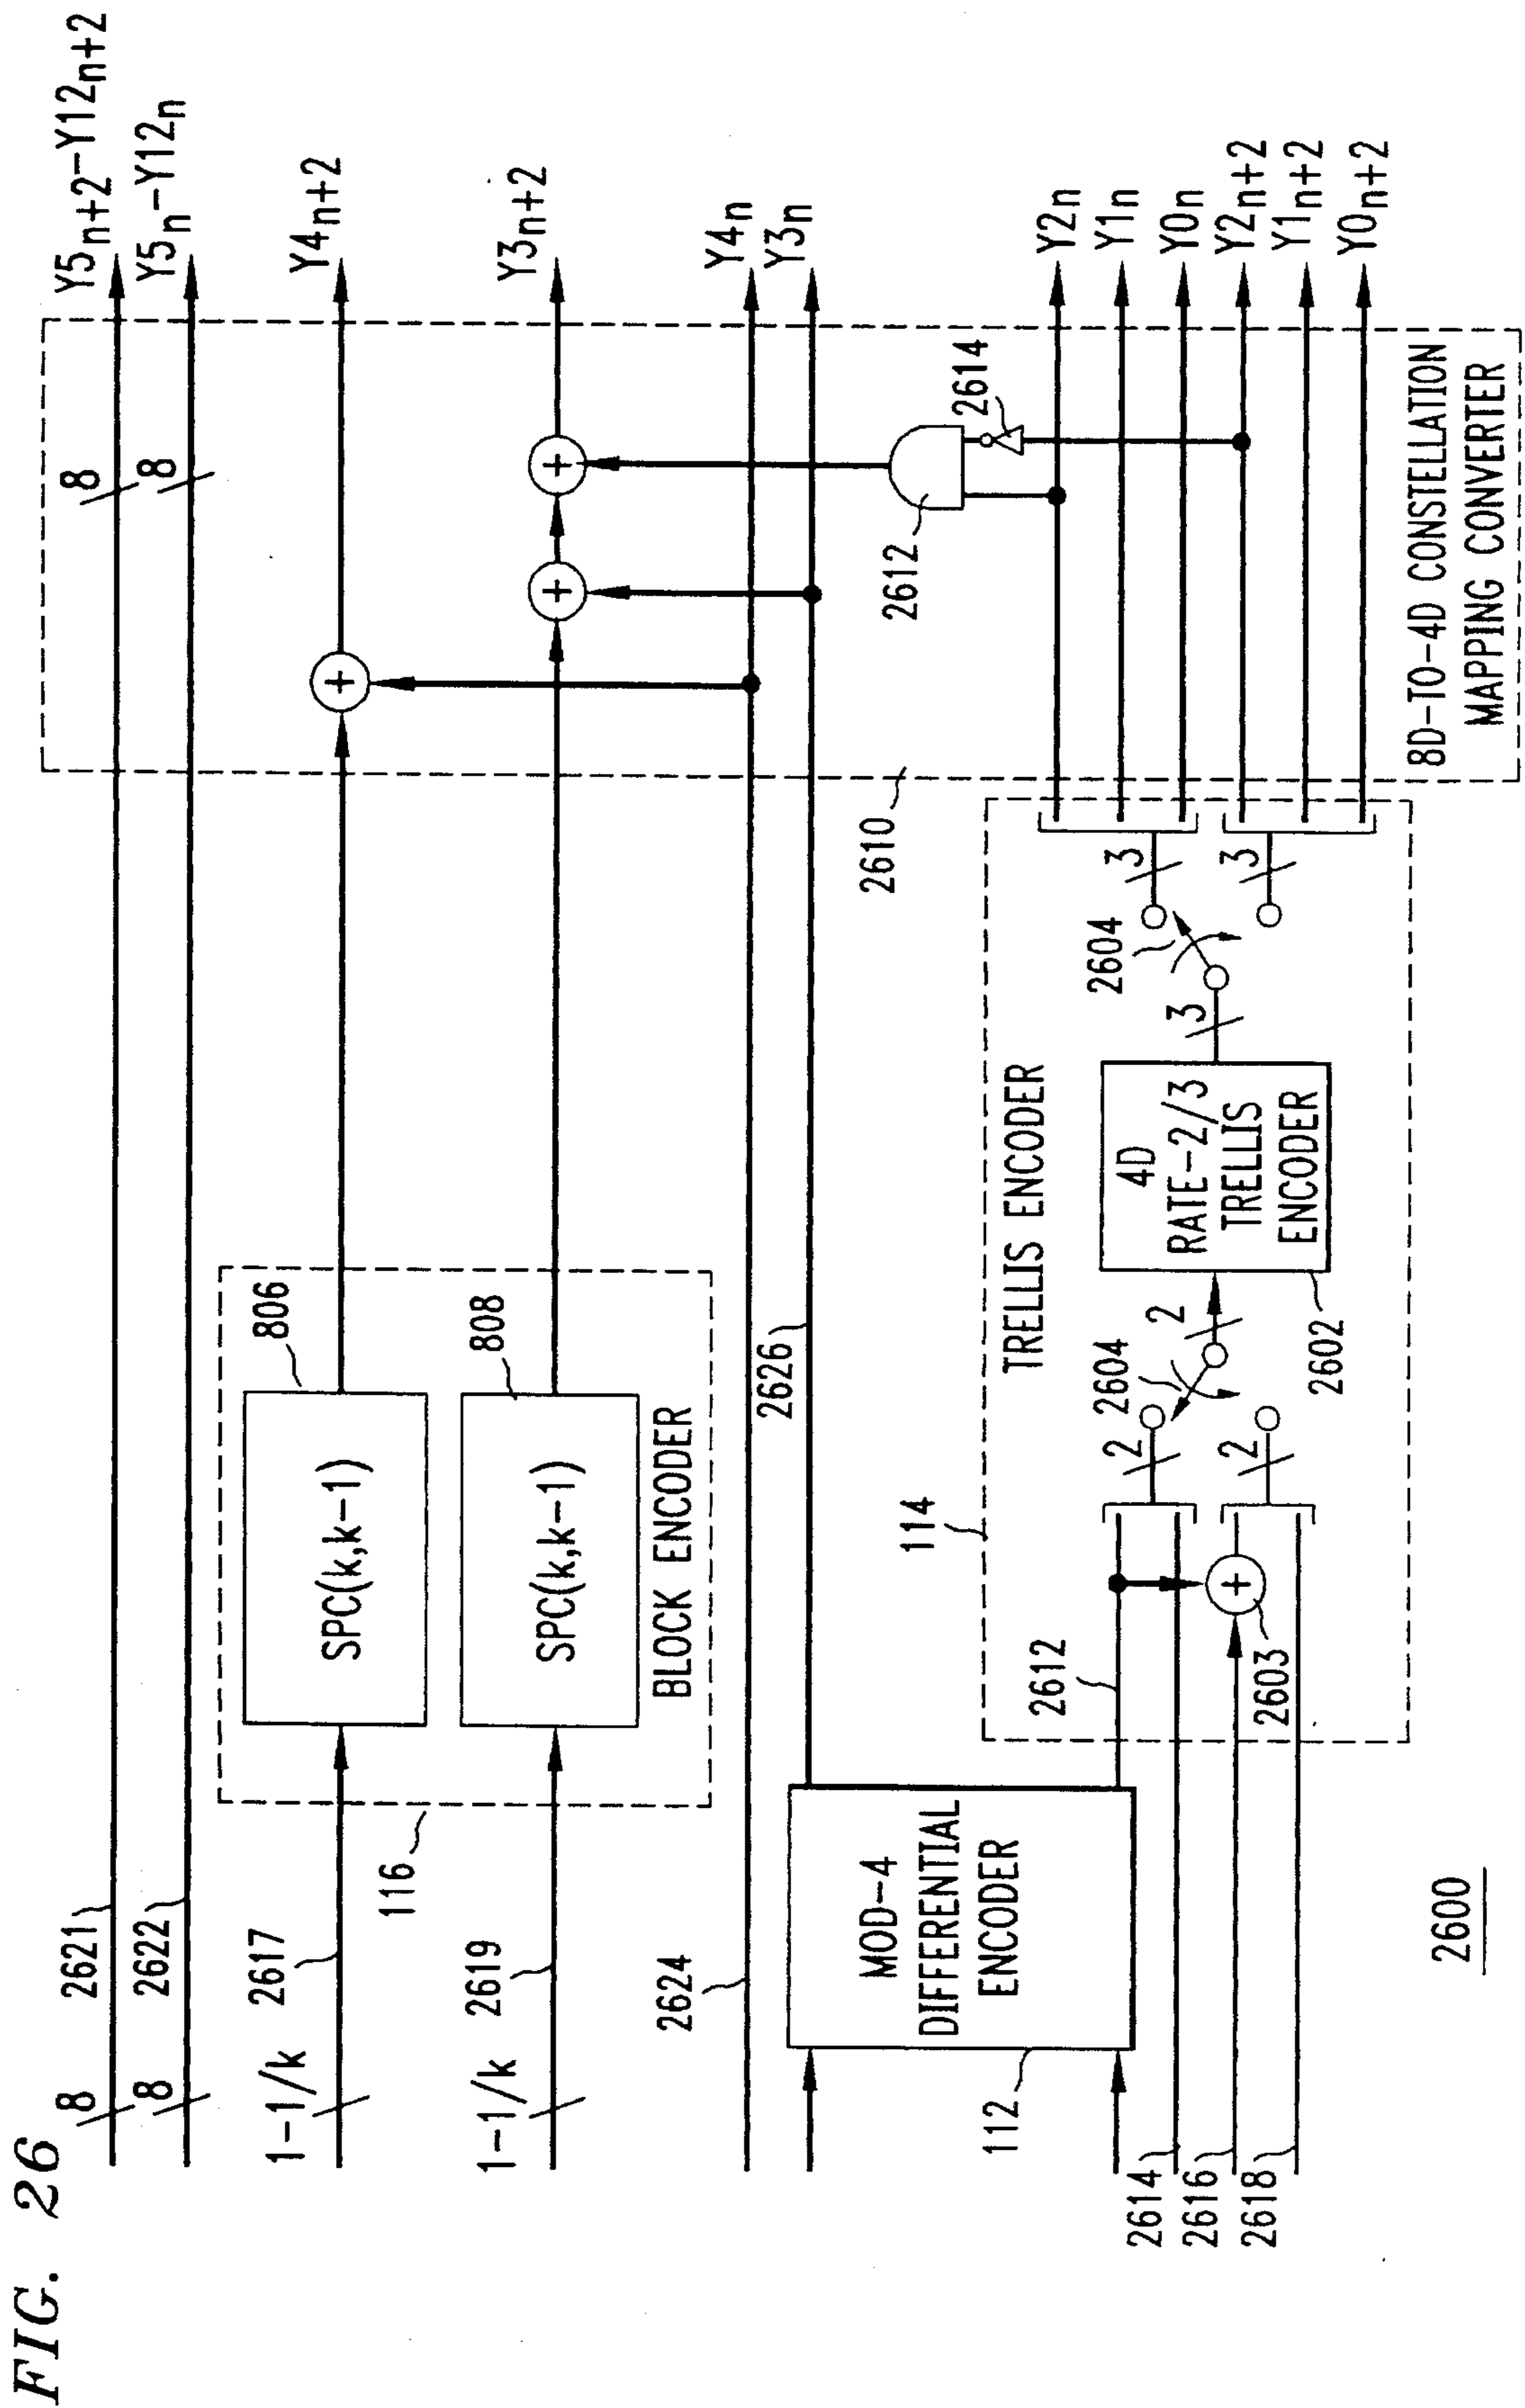 FIG. 26
8
2621
8
Y5n+2-Y12n+2
8
2622
8
Y5n-Y12n
1-1/k
2617
SPC(k,k-1)
806
Y4n+2
1-1/k
2619
SPC(k,k-1)
808
Y3n+2
116
BLOCK ENCODER
2624
Y4n
2626
Y3n
MOD-4
DIFFERENTIAL
ENCODER
112
2610
2612
2614
114
TRELLIS ENCODER
2612
2614
2616
2618
2603
2
2
2604
2
4D
RATE-2/3
TRELLIS
ENCODER
2602
3
2604
3
3
Y2n
Y1n
Y0n
Y2n+2
Y1n+2
Y0n+2
8D-TO-4D CONSTELLATION
MAPPING CONVERTER
2600
+
+
+
+